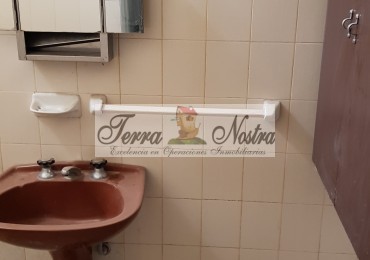 Terra Nostra
Excelencia en Operaciones Inmobiliarias